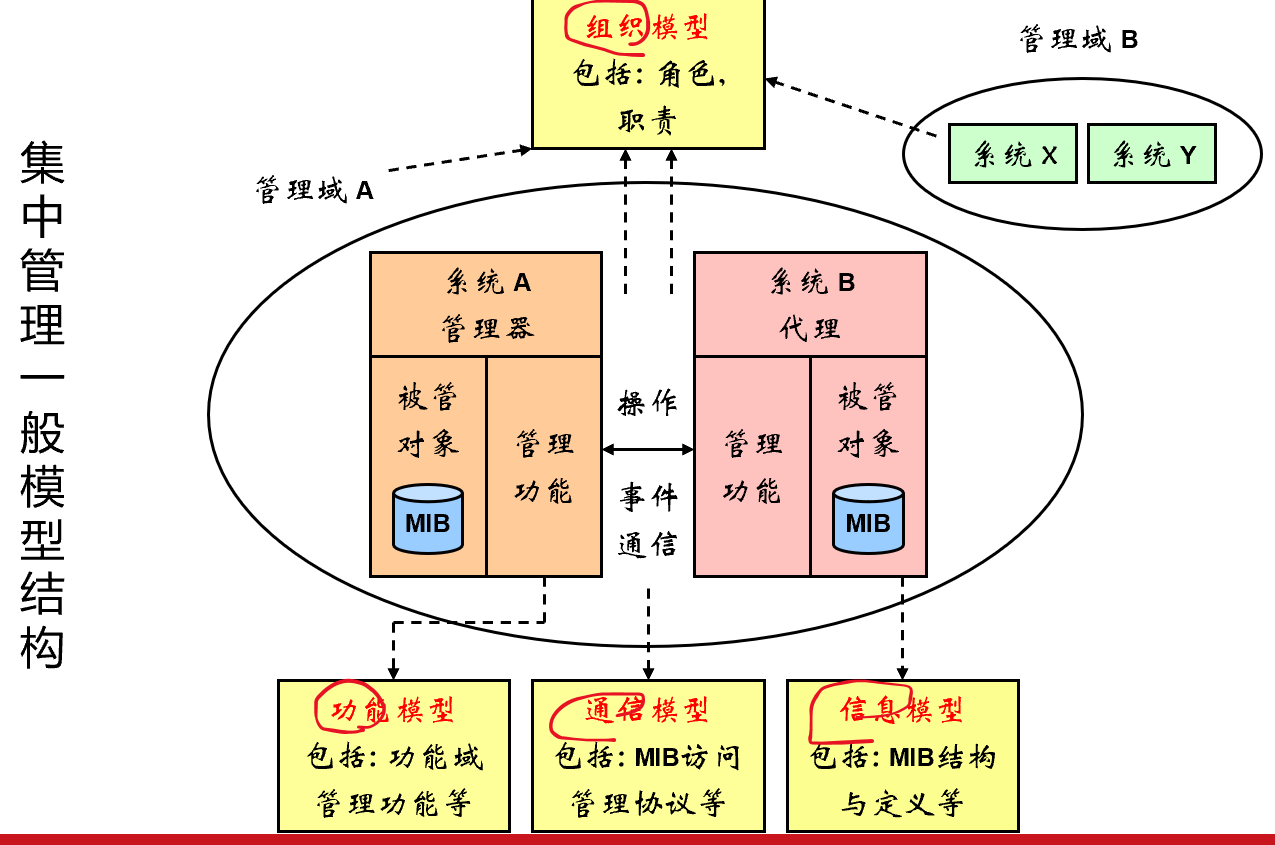 集中管理一般模型结构
组织模型
包括：角色，
职责
管理域 B
系统 X
系统 Y
管理域 A
系统 A
管理器
被管
对象
MIB
管理
功能
操作
事件
通信
系统 B
代理
管理
功能
被管
对象
MIB
功能模型
包括：功能域
管理功能等
通信模型
包括：MIB访问
管理协议等
信息模型
包括：MIB结构
与定义等